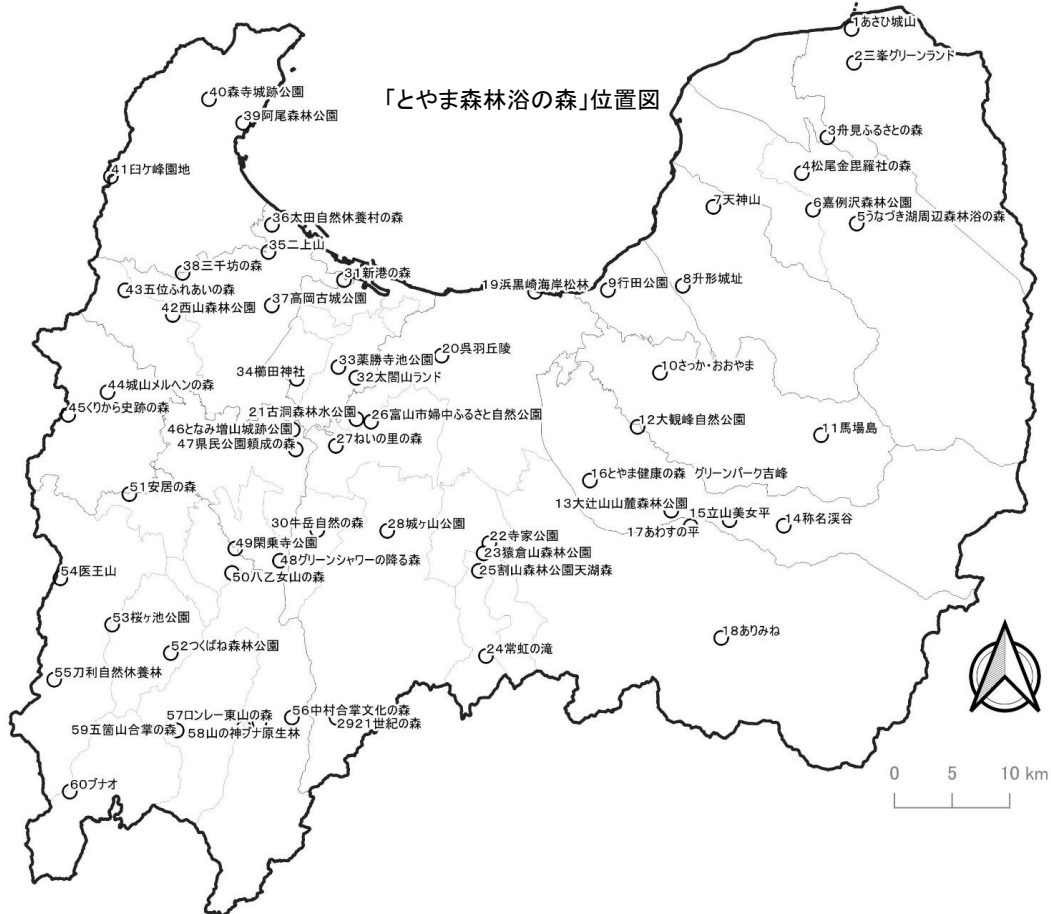 「とやま森林浴の森」位置図
1あさひ城山
2三峯グリーンランド
3舟見ふるさとの森
4松尾金毘羅社の森
5うなづき湖周辺森林浴の森
6嘉例沢森林公園
7天神山
8升形城址
9行田公園
10さっか・おおやま
11馬場島
12大観峰自然公園
13大辻山山麓森林公園
14称名渓谷
15立山美女平
16とやま健康の森 グリーンパーク吉峰
17あわすの平
18ありみね
19浜黒崎海岸松林
20呉羽丘陵
21古洞森林水公園
22寺家公園
23猿倉山森林公園
24常虹の滝
25割山森林公園天湖森
26富山市婦中ふるさと自然公園
27ねいの里の森
28城ヶ山公園
2921世紀の森
30牛岳自然の森
31新港の森
32太閤山ランド
33薬勝寺池公園
34櫛田神社
35二上山
36太田自然休養村の森
37高岡古城公園
38三千坊の森
39阿尾森林公園
40森寺城跡公園
41臼ケ峰園地
42西山森林公園
43五位ふれあいの森
44城山メルヘンの森
45くりから史跡の森
46となみ増山城跡公園
47県民公園頼成の森
48グリーンシャワーの降る森
49閑乗寺公園
50八乙女山の森
51安居の森
52つくばね森林公園
53桜ヶ池公園
54医王山
55刀利自然休養林
56中村合掌文化の森
57ロンレー東山の森
58山の神ブナ原生林
59五箇山合掌の森
60ブナオ
0 5 10 km